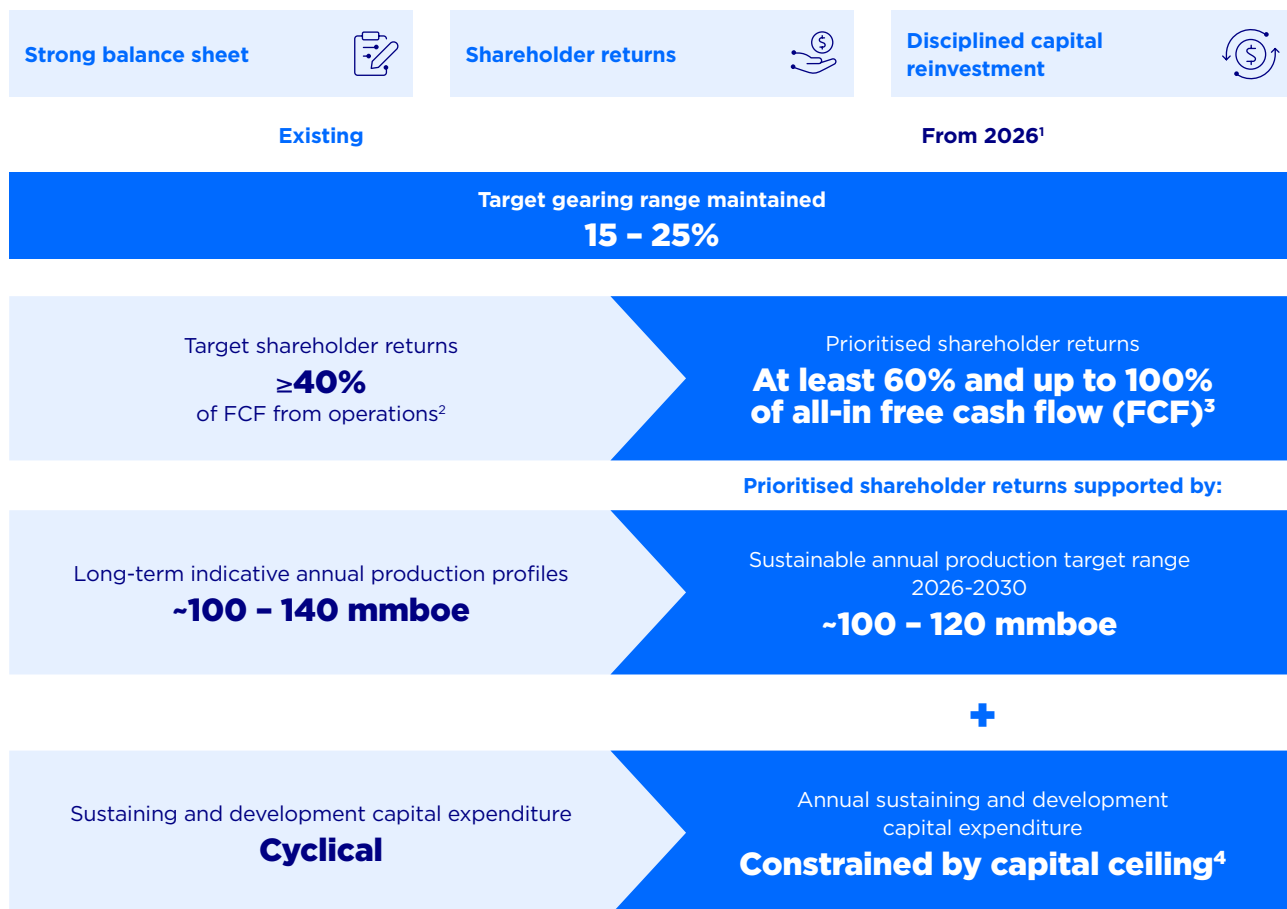 Strong balance sheet
Shareholder returns
Disciplined capital
reinvestment
Existing
From 2026¹
Target gearing range maintained
15 – 25%
Target shareholder returns
≥40%
of FCF from operations²
Prioritised shareholder returns
At least 60% and up to 100%
of all-in free cash flow (FCF)³
Prioritised shareholder returns supported by:
Long-term indicative annual production profiles
~100 – 140 mmboe
Sustainable annual production target range
2026-2030
~100 – 120 mmboe
+
Sustaining and development capital expenditure
Cyclical
Annual sustaining and development
capital expenditure
Constrained by capital ceiling⁴